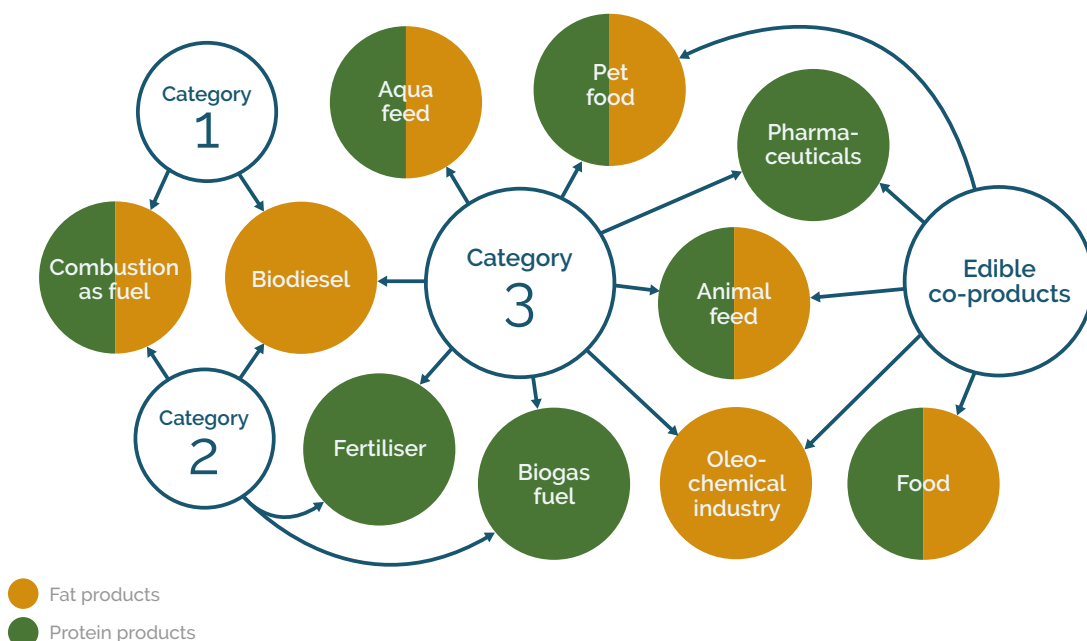 Category
1
Aqua
feed
Pet
food
Pharma-
ceuticals
Combustion
as fuel
Biodiesel
Category
3
Animal
feed
Edible
co-products
Category
2
Fertiliser
Biogas
fuel
Oleo-
chemical
industry
Food
Fat products
Protein products